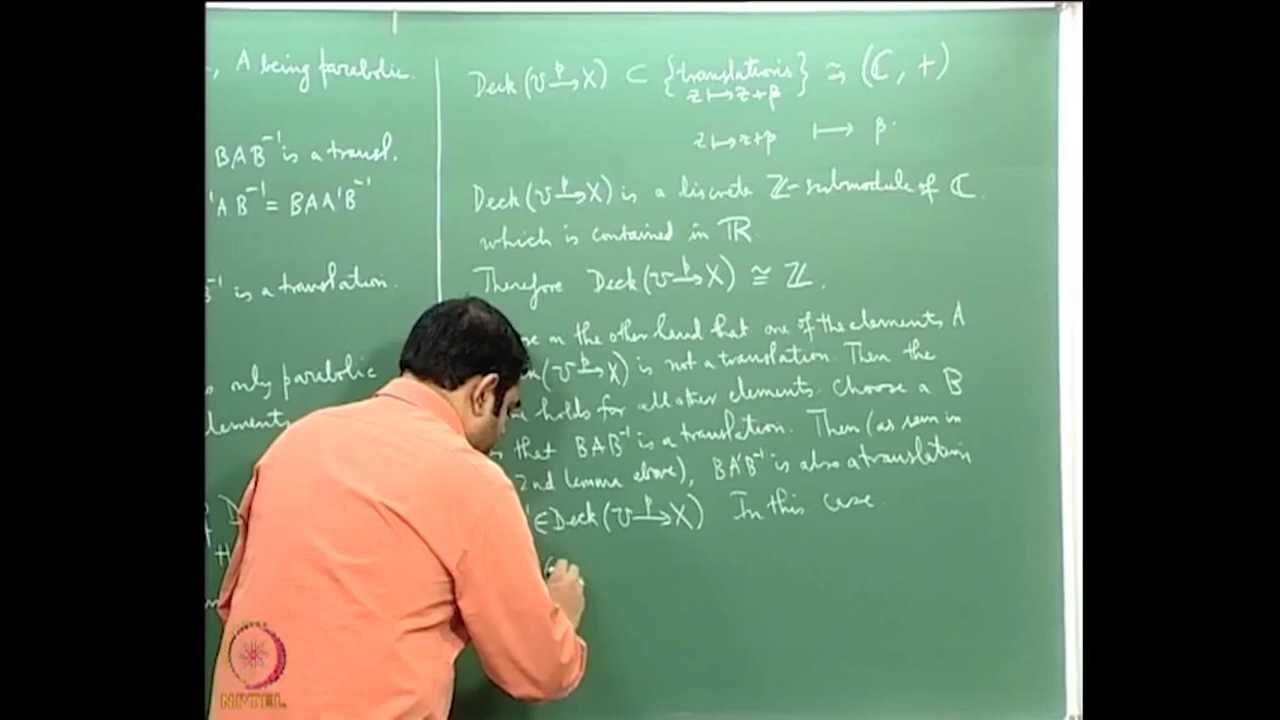 , A being parabolic.
BAB⁻¹ is a transl.
'AB⁻¹ = BAA'B⁻¹
⁻¹ is a translation.
only parabolic
lements
Deck(U →p X) ⊂ {translations z↦z+β} ≅ (ℂ, +)
z↦z+β ↦ β.
Deck(U →p X) is a discrete ℤ-submodule of ℂ.
which is contained in ℝ
Therefore Deck(U →p X) ≅ ℤ.
on the other hand that one of the elements A
(U →p X) is not a translation. Then the
holds for all other elements. Choose a B
that BAB⁻¹ is a translation. Then (as seen in
2nd lemma above), BA'B⁻¹ is also a translation
' ∈ Deck(U →p X) In this case
NPTEL